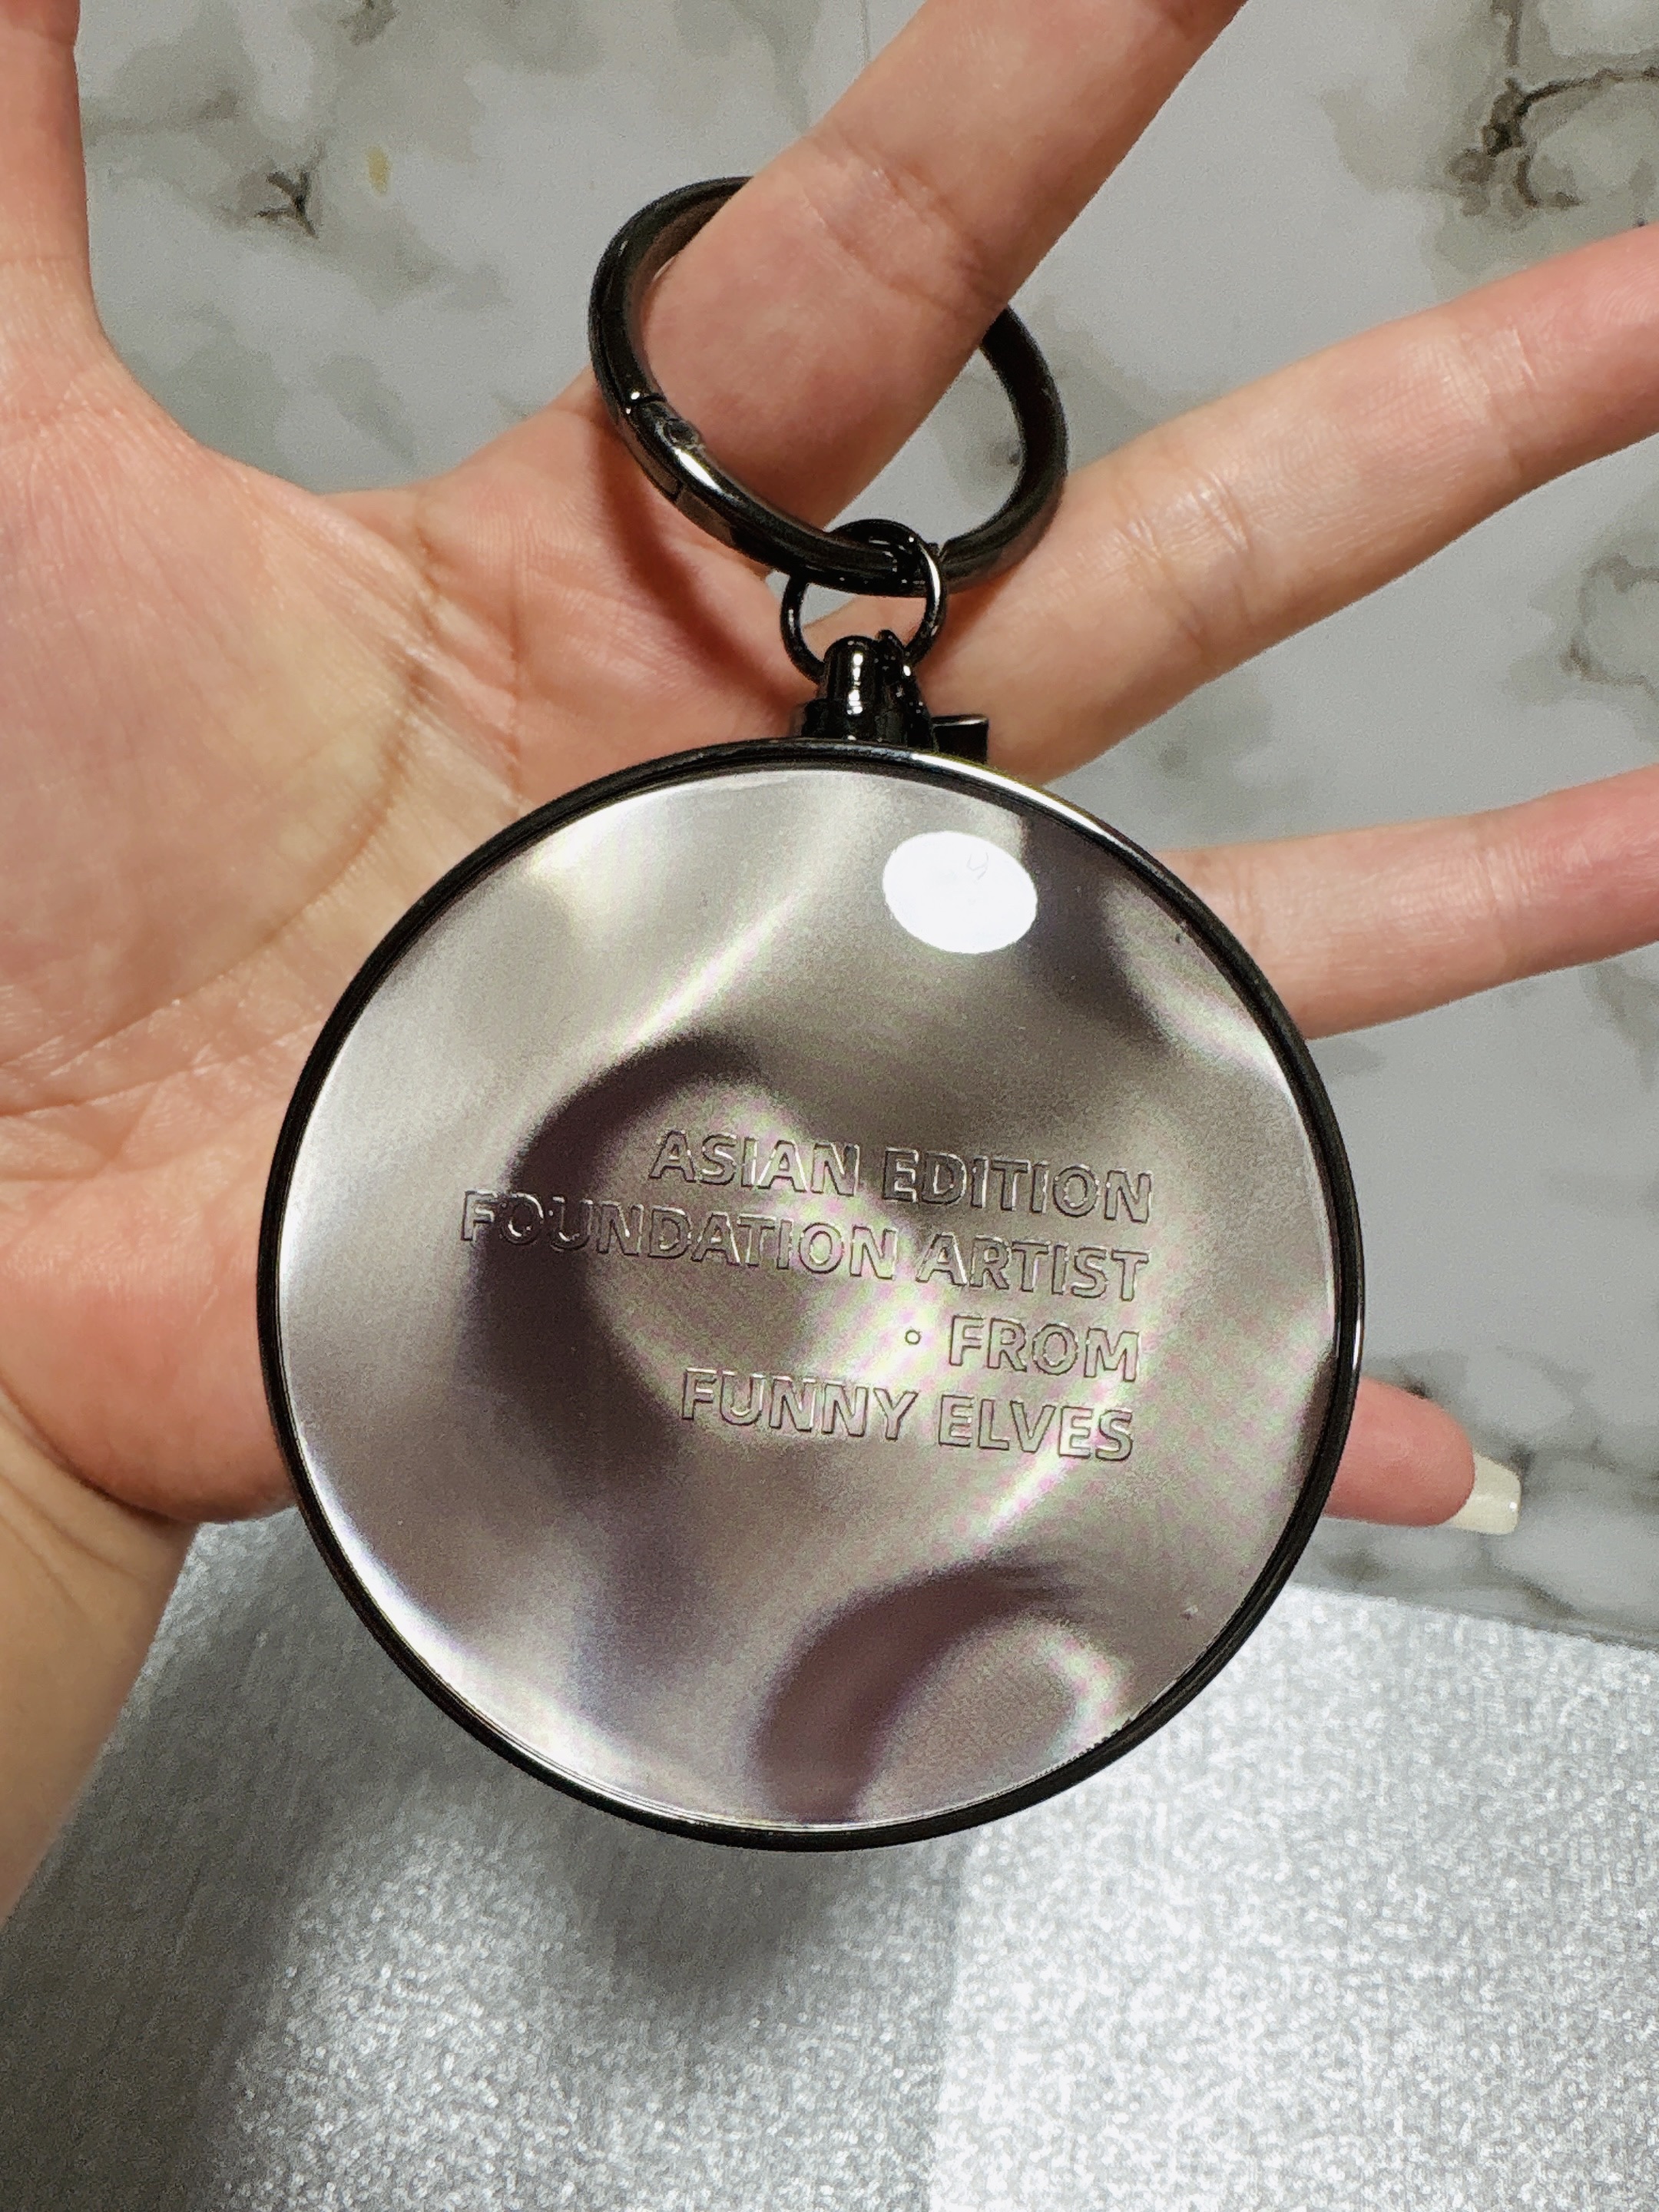 ASIAN EDITION
FOUNDATION ARTIST
· FROM
FUNNY ELVES